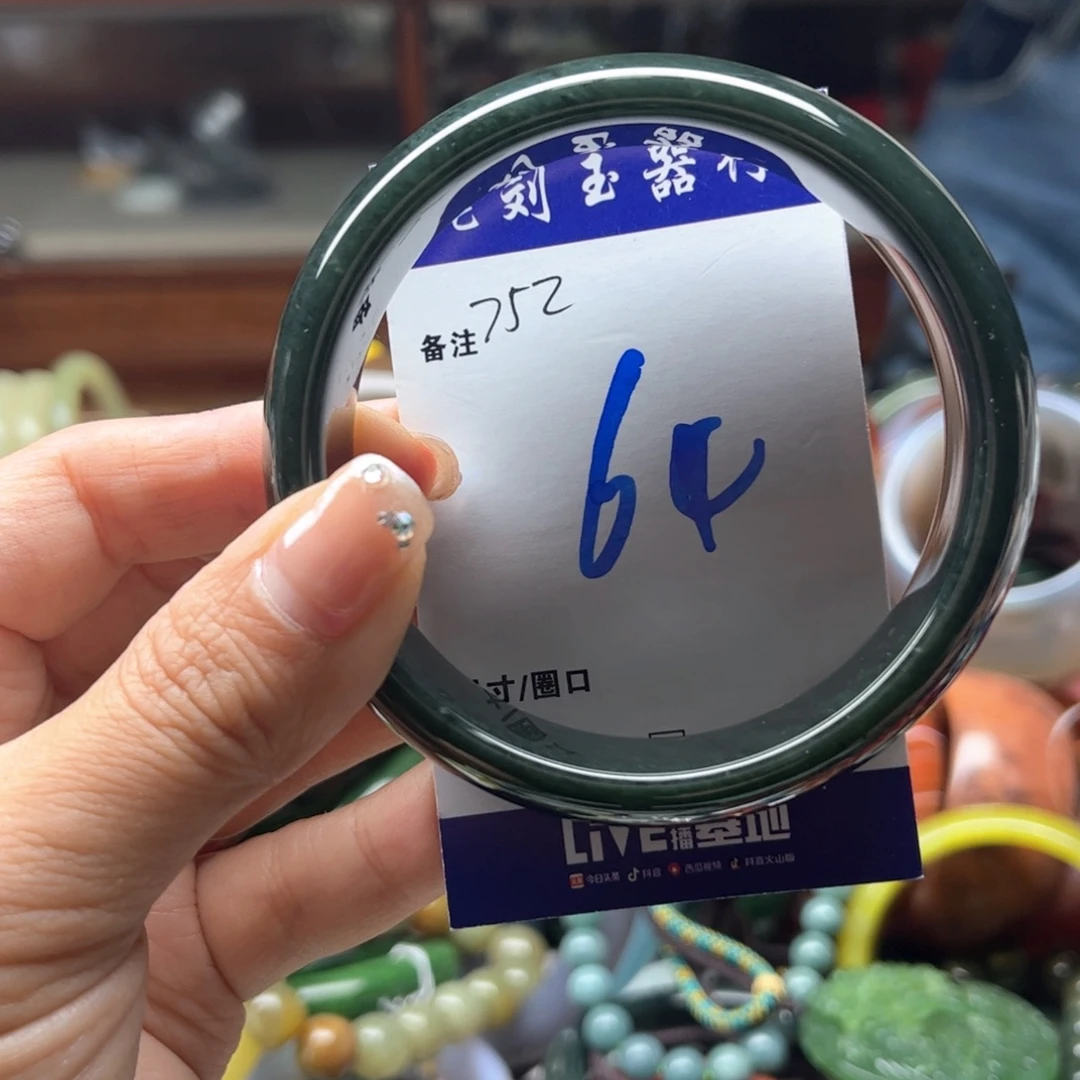 刻玉器行
备注 752
64
寸/圈口
LIVE播基地
今日头条 抖音 西瓜视频 抖音火山版